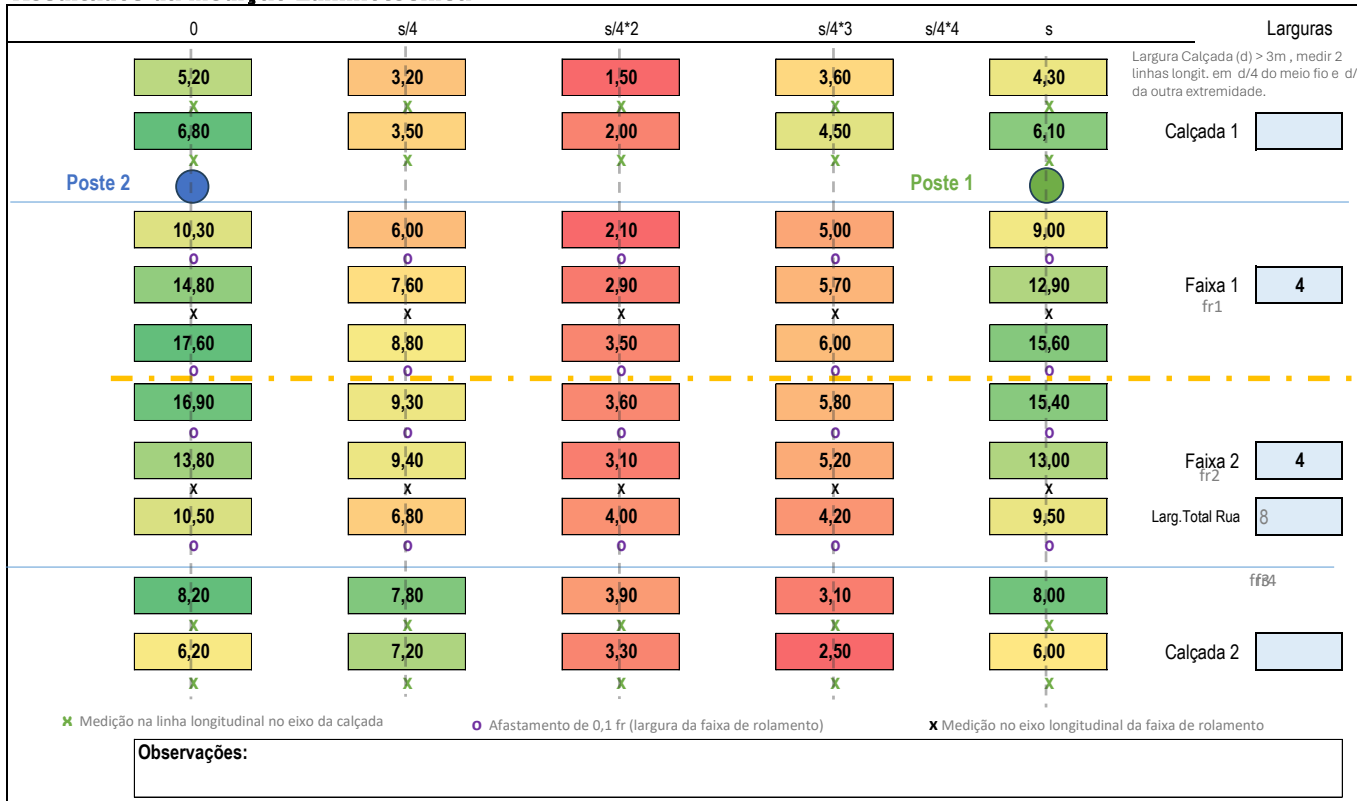 0 s/4 s/4*2 s/4*3 s/4*4 s Larguras
Largura Calçada (d) > 3m , medir 2
linhas longit. em d/4 do meio fio e d/
da outra extremidade.
5,20 3,20 1,50 3,60 4,30
x x x x x
6,80 3,50 2,00 4,50 6,10 Calçada 1
x x x x x
Poste 2 Poste 1
10,30 6,00 2,10 5,00 9,00
o o o o o
14,80 7,60 2,90 5,70 12,90 Faixa 1 4
fr1
x x x x x
17,60 8,80 3,50 6,00 15,60
o o o o o
16,90 9,30 3,60 5,80 15,40
o o o o o
13,80 9,40 3,10 5,20 13,00 Faixa 2 4
fr2
x x x x x
10,50 6,80 4,00 4,20 9,50 Larg.Total Rua 8
o o o o o
8,20 7,80 3,90 3,10 8,00
x x x x x
6,20 7,20 3,30 2,50 6,00 Calçada 2
x x x x x
x Medição na linha longitudinal no eixo da calçada o Afastamento de 0,1 fr (largura da faixa de rolamento) x Medição no eixo longitudinal da faixa de rolamento
Observações: